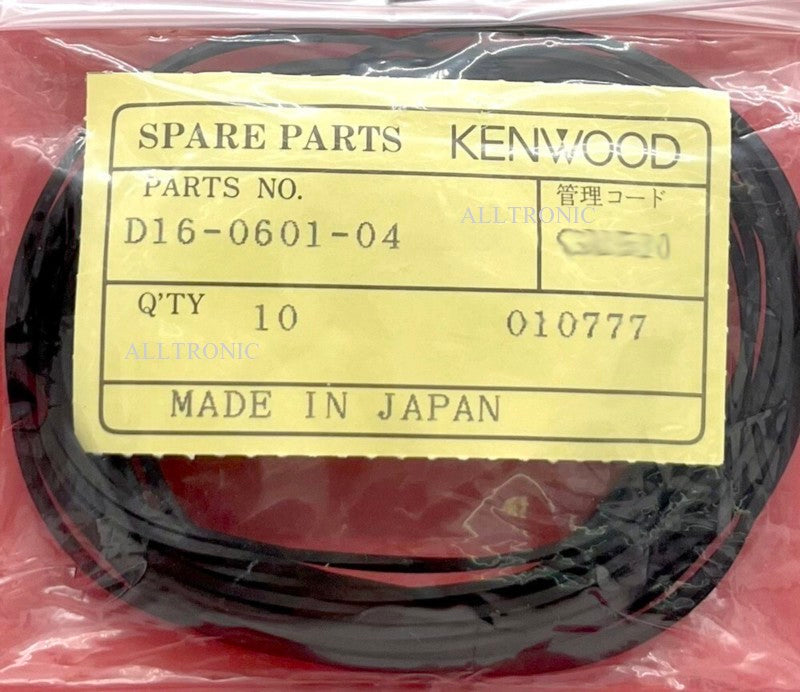 SPARE PARTS KENWOOD
PARTS NO. 管理コード
ALLTRONIC
D16-0601-04
Q'TY 10 010777
ALLTRONIC
MADE IN JAPAN